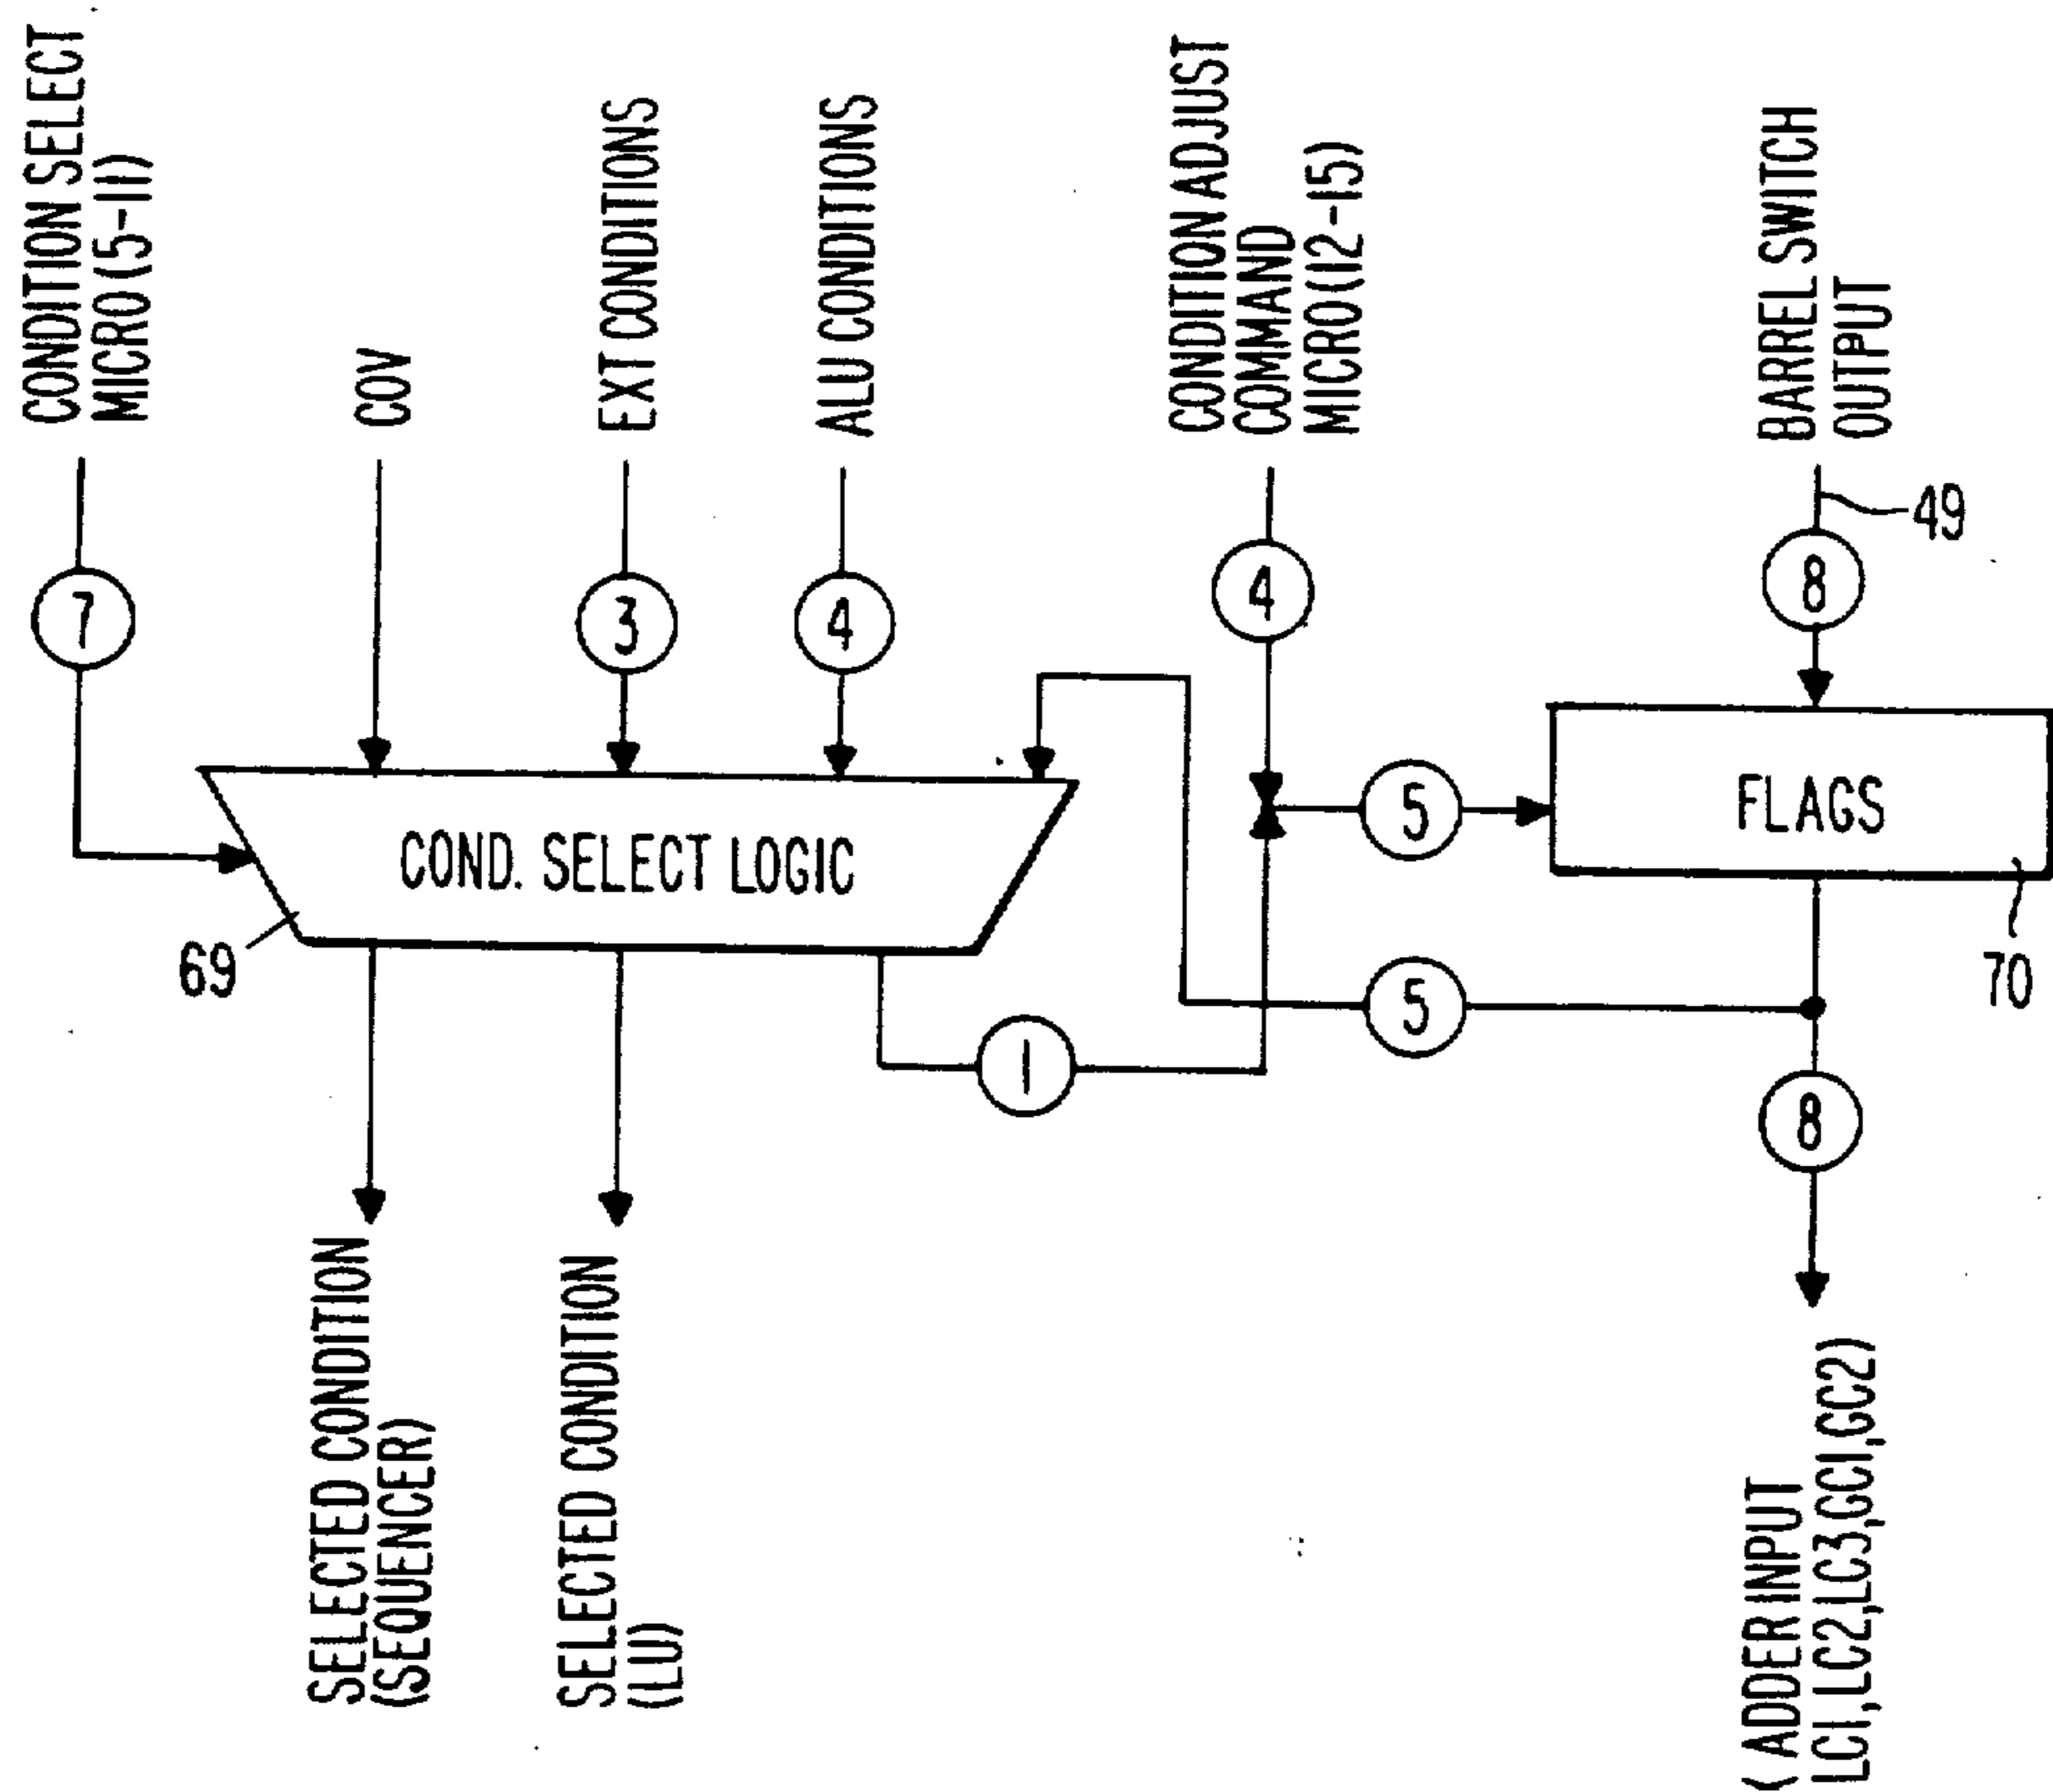 CONDITION SELECT
MICRO (5-11)
COV
EXT CONDITIONS
ALU CONDITIONS
CONDITION ADJUST
COMMAND
MICRO (12-15)
BARREL SWITCH
OUTPUT
49
7
3
4
4
8
COND. SELECT LOGIC
5
FLAGS
69
70
5
1
8
SELECTED CONDITION
(SEQUENCER)
SELECTED CONDITION
(LU)
( ADDER INPUT
LC1,LC2,LC3,GC1,GC2)